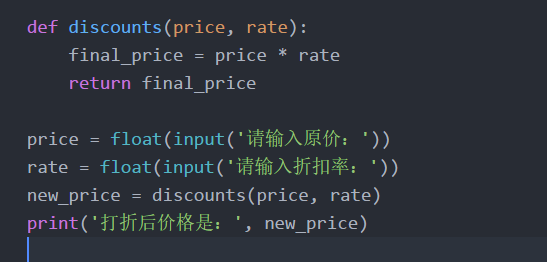 def discounts(price, rate):
    final_price = price * rate
    return final_price
price = float(input('请输入原价：'))
rate = float(input('请输入折扣率：'))
new_price = discounts(price, rate)
print('打折后价格是：', new_price)